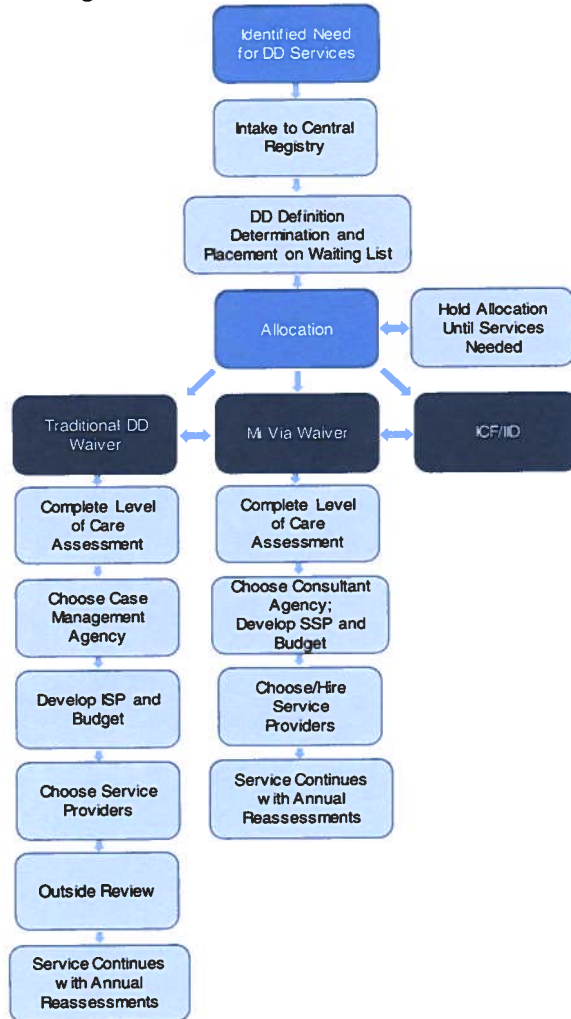 Identified Need
for DD Services
Intake to Central
Registry
DD Definition
Determination and
Placement on Waiting List
Allocation
Hold Allocation
Until Services
Needed
Traditional DD
Waiver
Mi Via Waiver
ICF/IID
Complete Level
of Care
Assessment
Choose Case
Management
Agency
Develop ISP and
Budget
Choose Service
Providers
Outside Review
Service Continues
with Annual
Reassessments
Complete Level
of Care
Assessment
Choose Consultant
Agency;
Develop SSP and
Budget
Choose/Hire
Service
Providers
Service Continues
with Annual
Reassessments